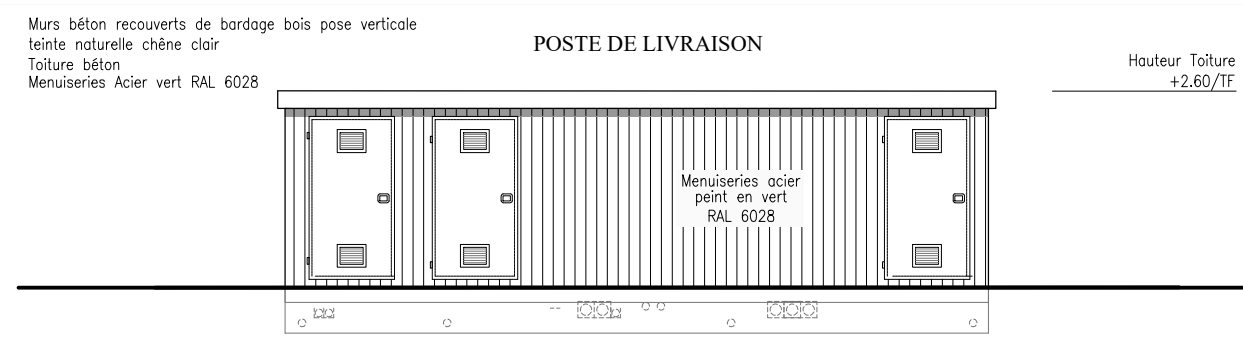 Murs béton recouverts de bardage bois pose verticale
teinte naturelle chêne clair
Toiture béton
Menuiseries Acier vert RAL 6028
POSTE DE LIVRAISON
Hauteur Toiture
+2.60/TF
Menuiseries acier
peint en vert
RAL 6028